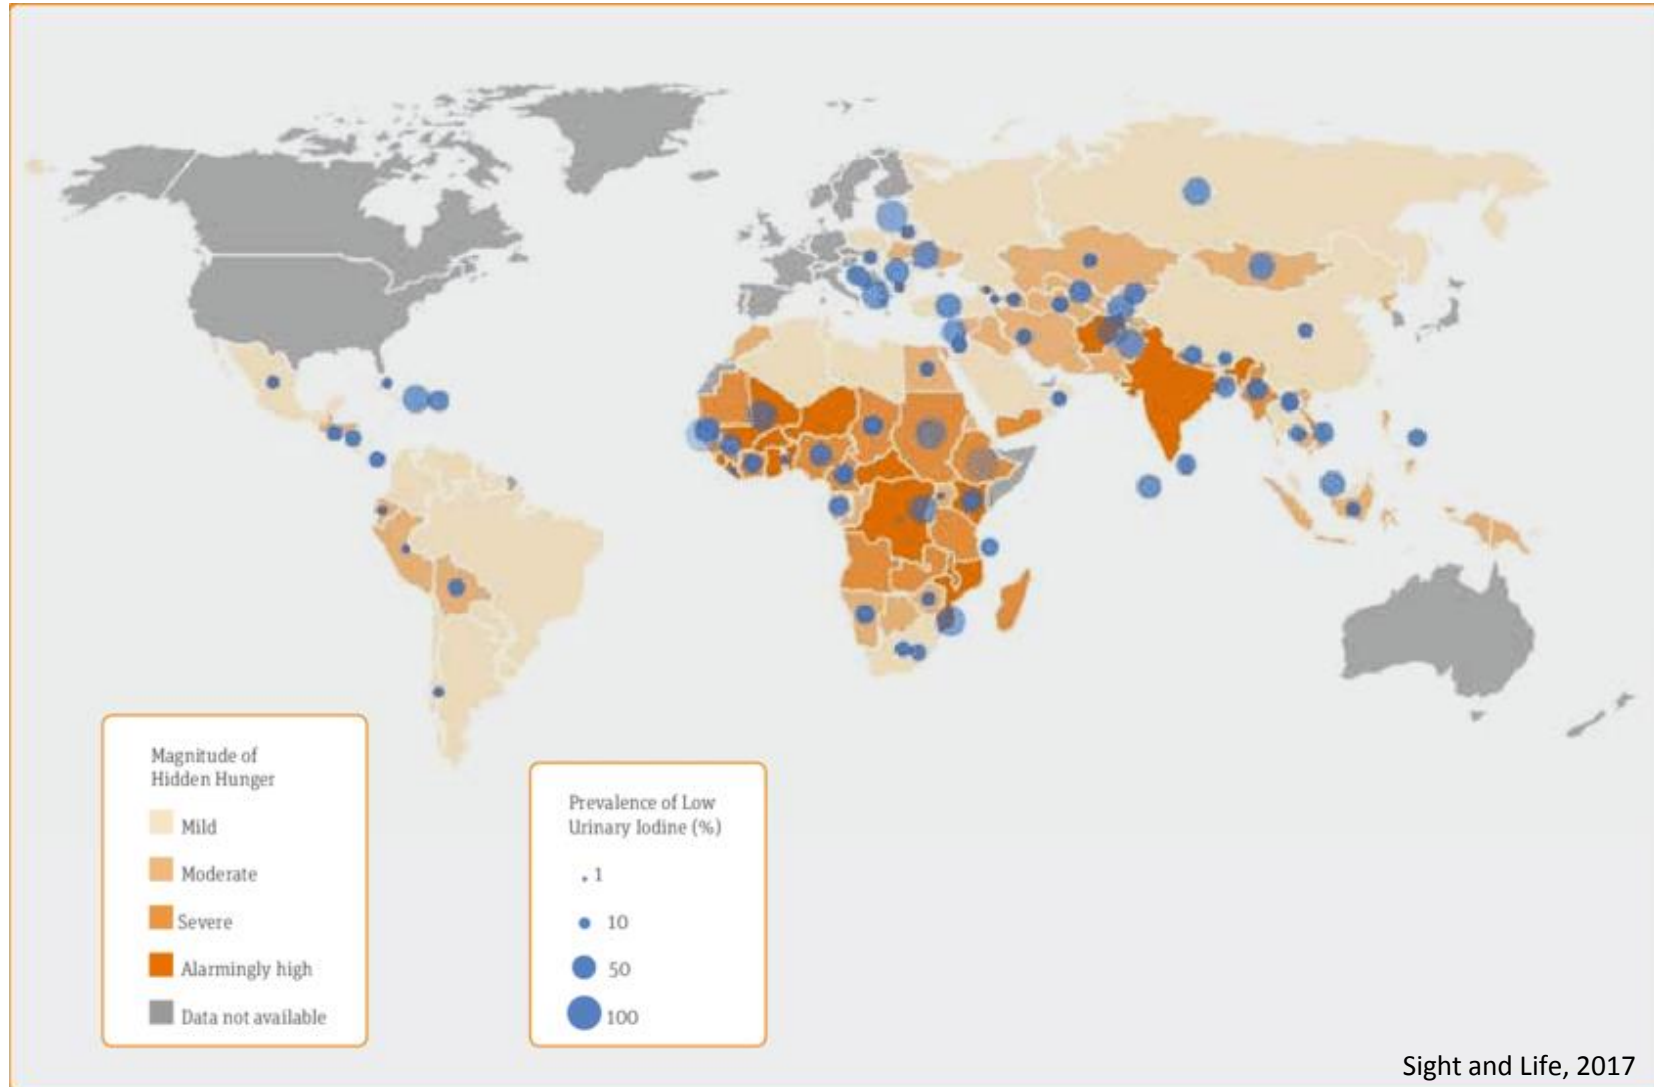 Magnitude of
Hidden Hunger
Mild
Moderate
Severe
Alarmingly high
Data not available
Prevalence of Low
Urinary Iodine (%)
1
10
50
100
Sight and Life, 2017